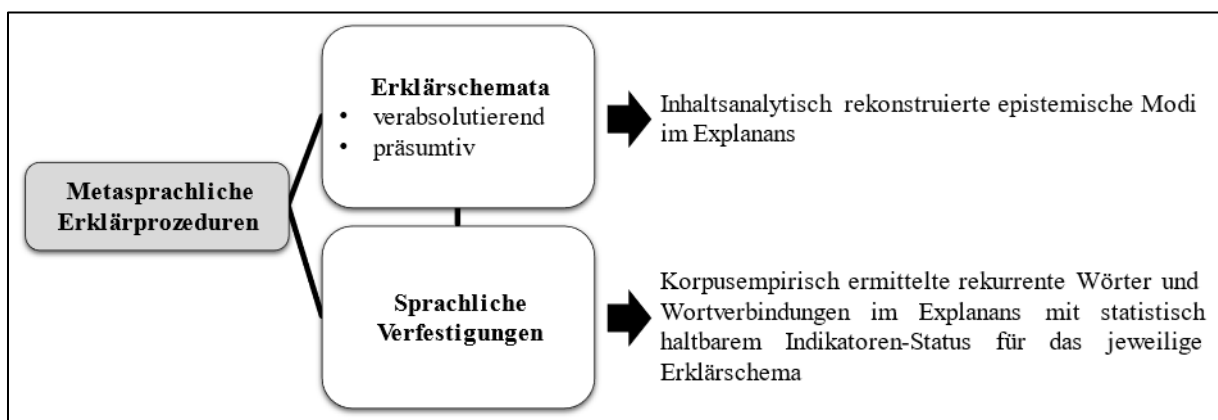 Metasprachliche
Erklärprozeduren
Erklärschemata
• verabsolutierend
• präsumtiv
Inhaltsanalytisch rekonstruierte epistemische Modi
im Explanans
Sprachliche
Verfestigungen
Korpusempirisch ermittelte rekurrente Wörter und
Wortverbindungen im Explanans mit statistisch
haltbarem Indikatoren-Status für das jeweilige
Erklärschema